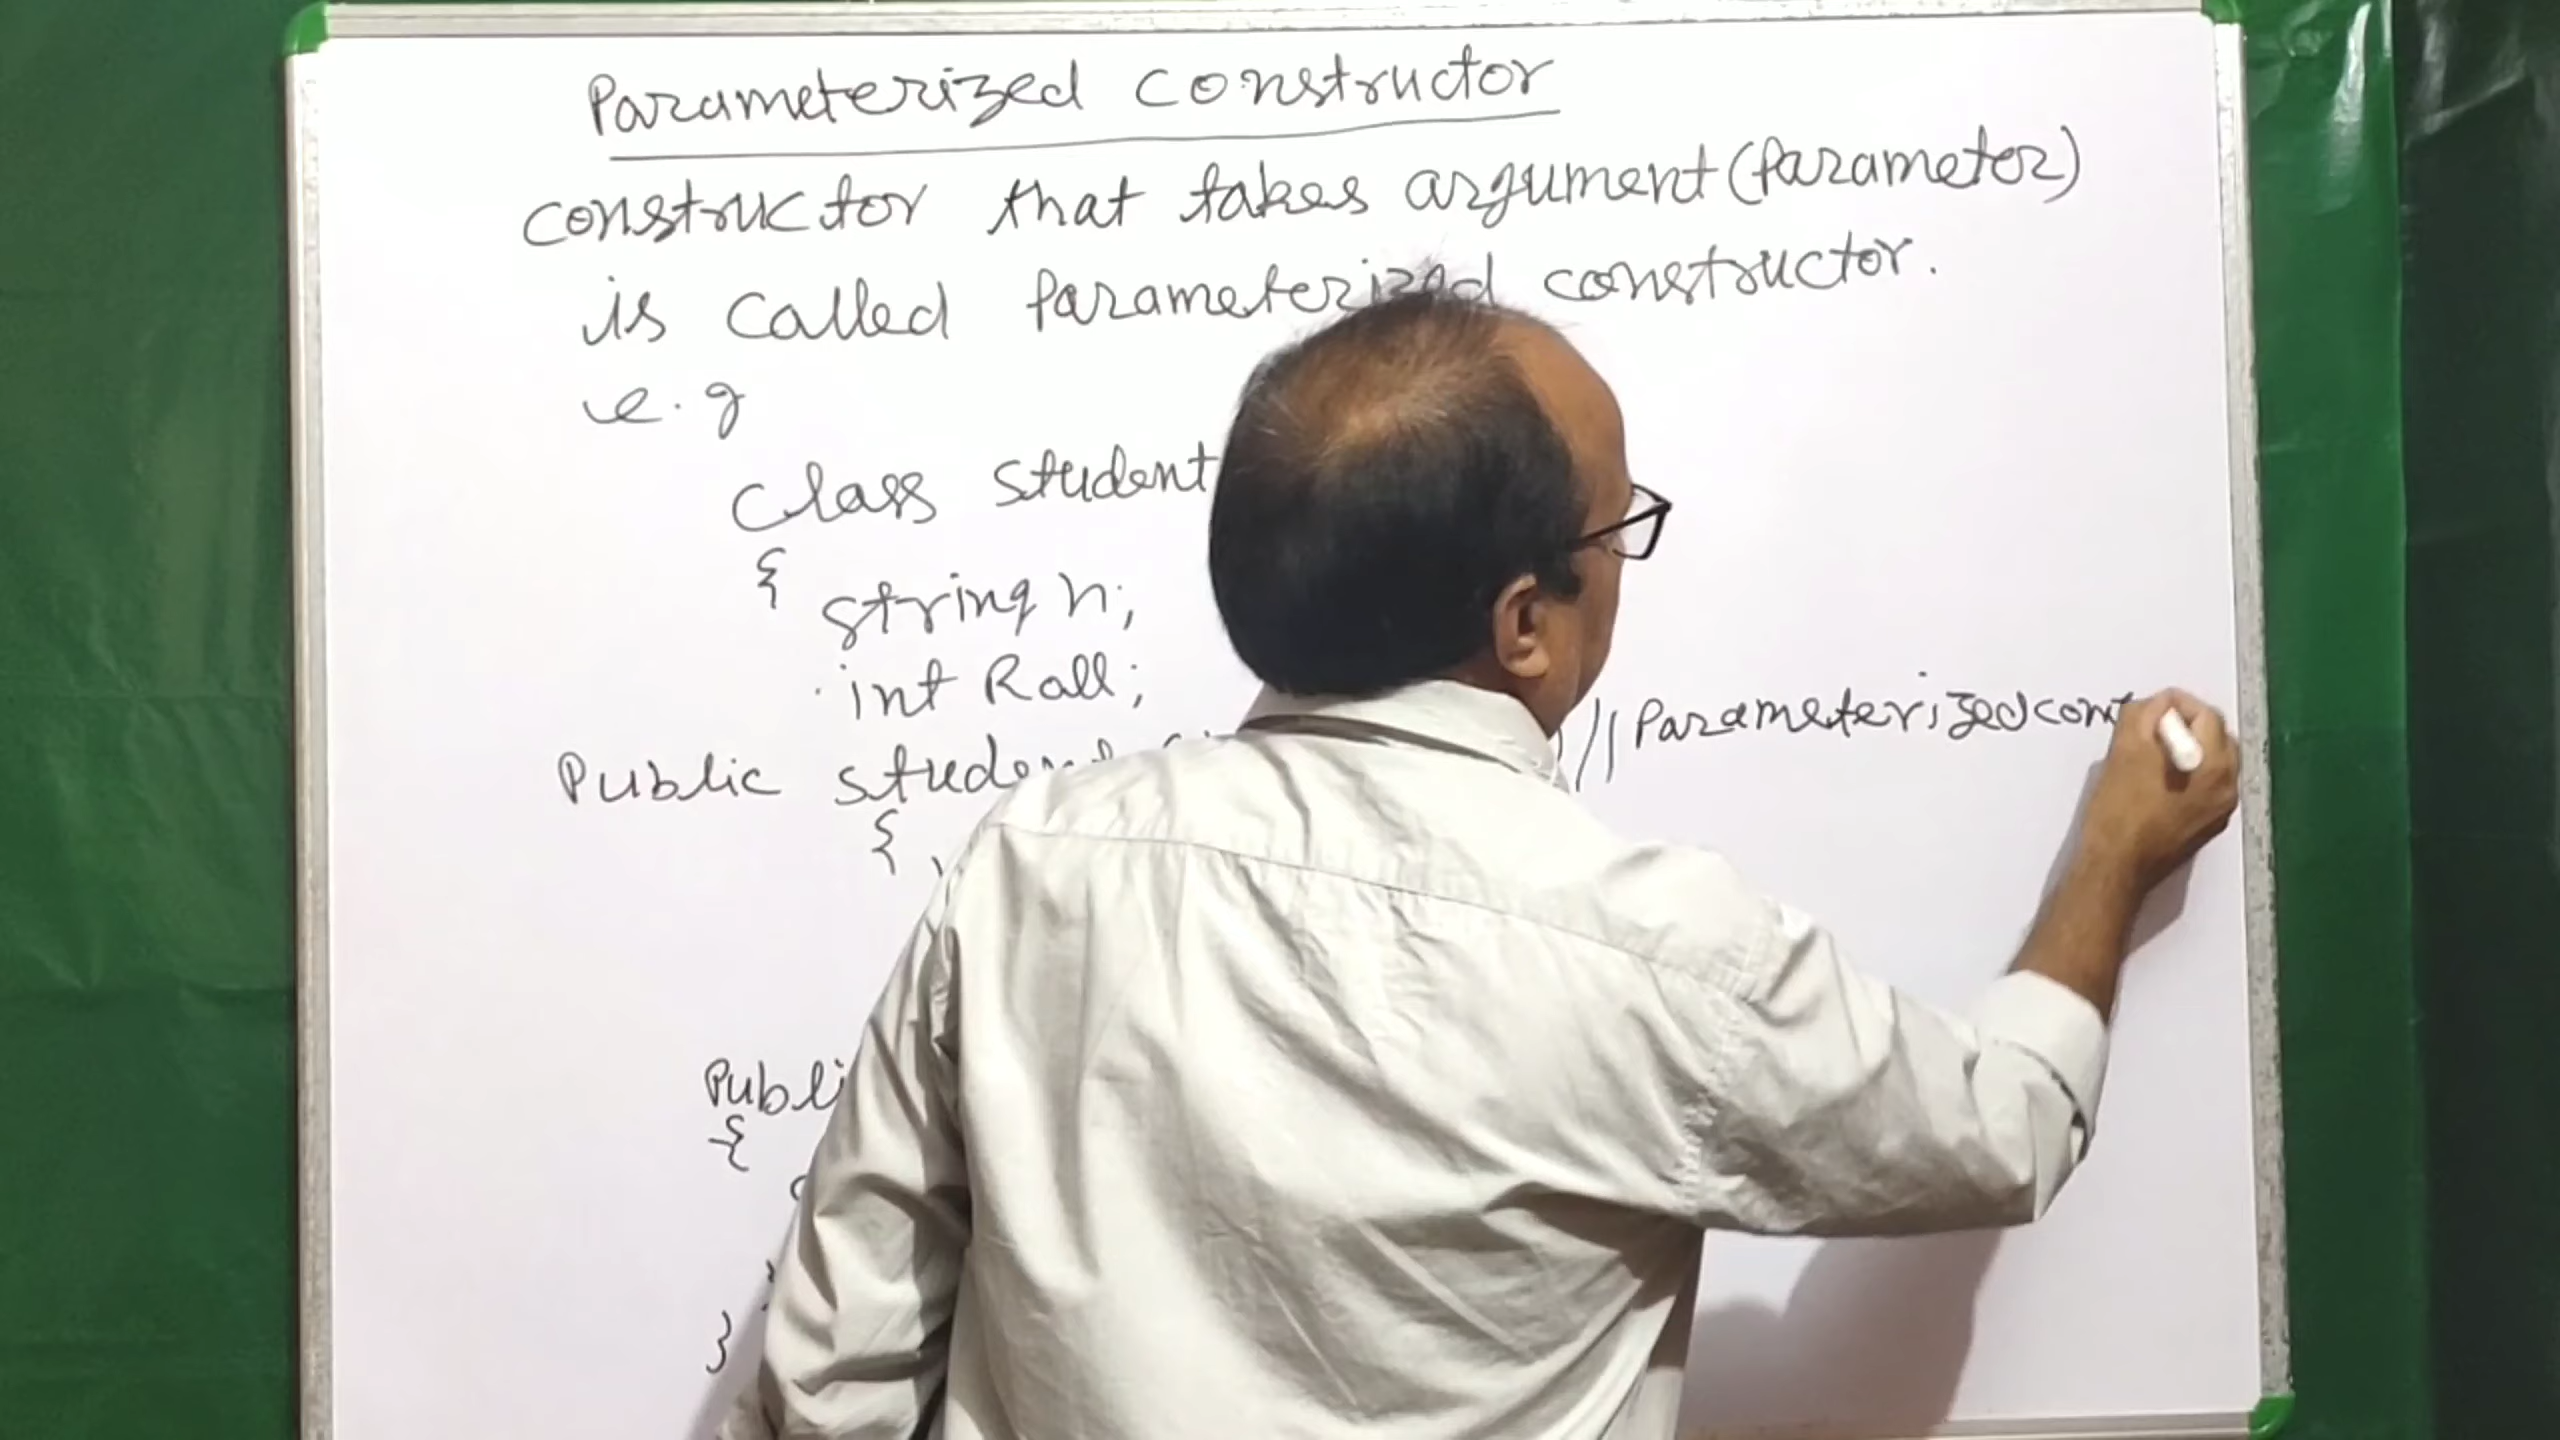 Parameterized constructor
constructor that takes argument (Parameter)
is called Parameterized constructor.
e.g
class student
{
string n;
int Roll;
Public student //Parameterized const
{
Publi
{
}